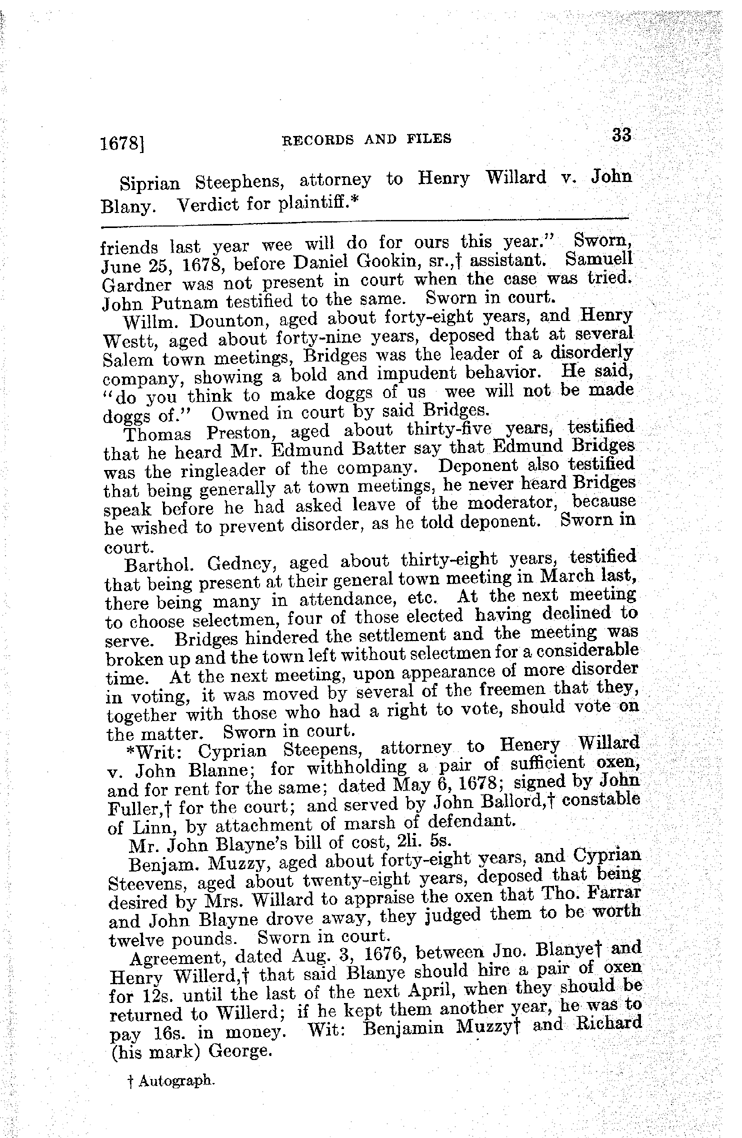 1678] RECORDS AND FILES 33
Siprian Steephens, attorney to Henry Willard v. John
Blany. Verdict for plaintiff.*
friends last year wee will do for ours this year." Sworn,
June 25, 1678, before Daniel Gookin, sr.,† assistant. Samuell
Gardner was not present in court when the case was tried.
John Putnam testified to the same. Sworn in court.
Willm. Dounton, aged about forty-eight years, and Henry
Westt, aged about forty-nine years, deposed that at several
Salem town meetings, Bridges was the leader of a disorderly
company, showing a bold and impudent behavior. He said,
"do you think to make doggs of us wee will not be made
doggs of." Owned in court by said Bridges.
Thomas Preston, aged about thirty-five years, testified
that he heard Mr. Edmund Batter say that Edmund Bridges
was the ringleader of the company. Deponent also testified
that being generally at town meetings, he never heard Bridges
speak before he had asked leave of the moderator, because
he wished to prevent disorder, as he told deponent. Sworn in
court.
Barthol. Gedney, aged about thirty-eight years, testified
that being present at their general town meeting in March last,
there being many in attendance, etc. At the next meeting
to choose selectmen, four of those elected having declined to
serve. Bridges hindered the settlement and the meeting was
broken up and the town left without selectmen for a considerable
time. At the next meeting, upon appearance of more disorder
in voting, it was moved by several of the freemen that they,
together with those who had a right to vote, should vote on
the matter. Sworn in court.
*Writ: Cyprian Steepens, attorney to Henery Willard
v. John Blanne; for withholding a pair of sufficient oxen,
and for rent for the same; dated May 6, 1678; signed by John
Fuller,† for the court; and served by John Ballord,† constable
of Linn, by attachment of marsh of defendant.
Mr. John Blayne's bill of cost, 2li. 5s.
Benjam. Muzzy, aged about forty-eight years, and Cyprian
Steevens, aged about twenty-eight years, deposed that being
desired by Mrs. Willard to appraise the oxen that Tho. Farrar
and John Blayne drove away, they judged them to be worth
twelve pounds. Sworn in court.
Agreement, dated Aug. 3, 1676, between Jno. Blanye† and
Henry Willerd,† that said Blanye should hire a pair of oxen
for 12s. until the last of the next April, when they should be
returned to Willerd; if he kept them another year, he was to
pay 16s. in money. Wit: Benjamin Muzzy† and Richard
(his mark) George.
† Autograph.